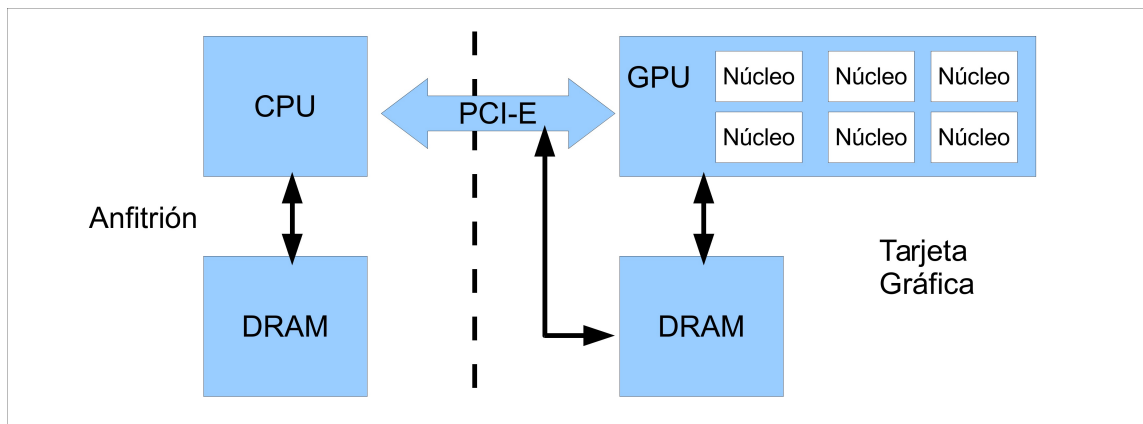 CPU
PCI-E
GPU
Núcleo
Núcleo
Núcleo
Núcleo
Núcleo
Núcleo
Anfitrión
DRAM
DRAM
Tarjeta
Gráfica